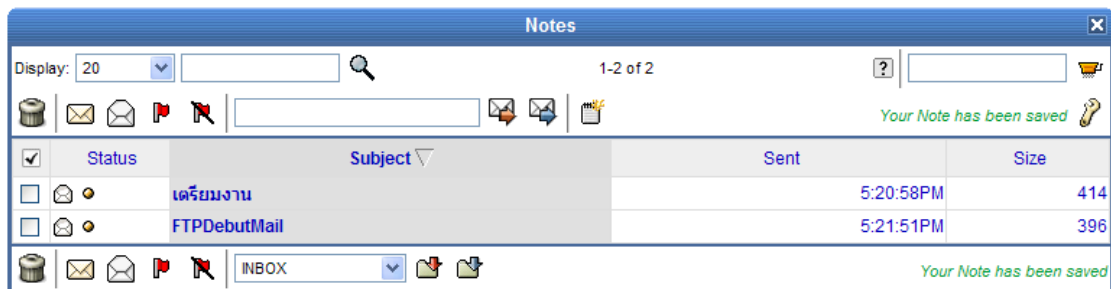 Notes
Display: 20 1-2 of 2 ?
Your Note has been saved
Status Subject Sent Size
เตรียมงาน 5:20:58PM 414
FTPDebutMail 5:21:51PM 396
INBOX Your Note has been saved